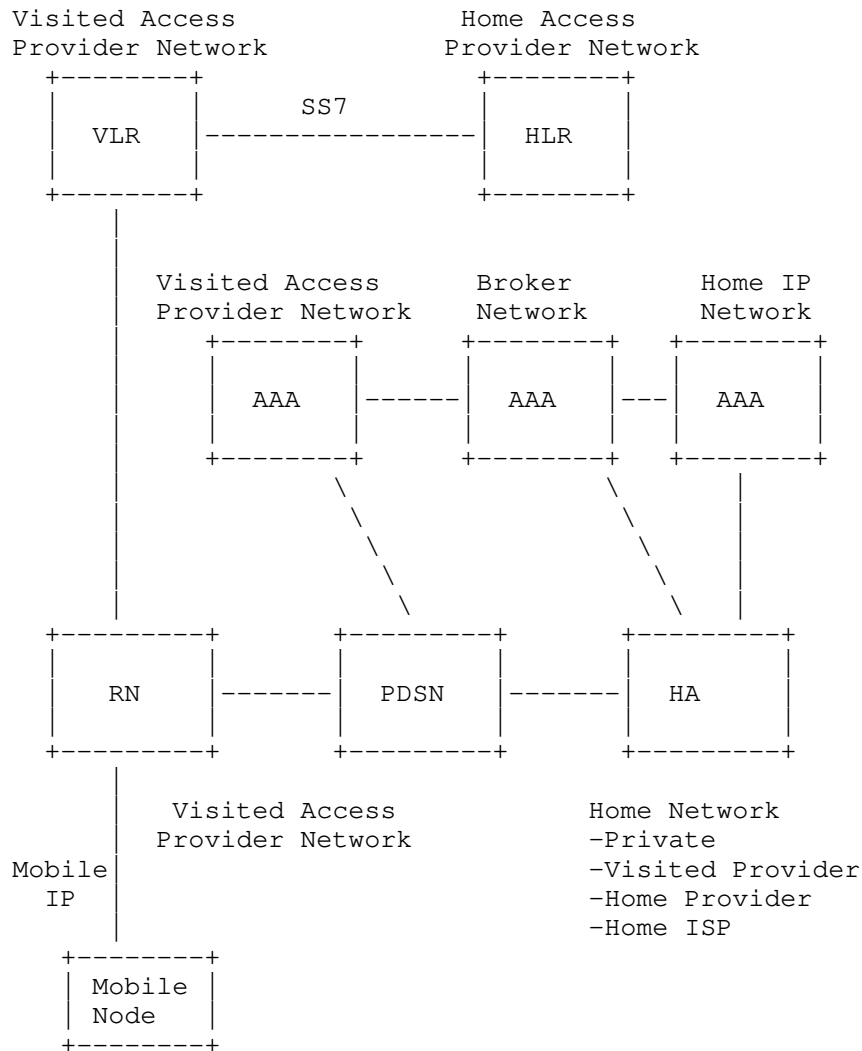 Visited Access Home Access
Provider Network Provider Network
SS7
VLR HLR
Visited Access Broker Home IP
Provider Network Network Network
AAA AAA AAA
RN PDSN HA
Visited Access Home Network
Provider Network -Private
Mobile -Visited Provider
IP -Home Provider
-Home ISP
Mobile
Node